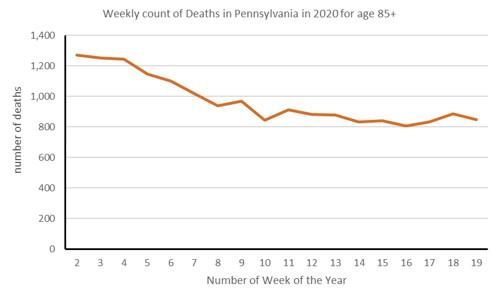 Weekly count of Deaths in Pennsylvania in 2020 for age 85+
1,400
1,200
1,000
800
600
400
200
0
number of deaths
2 3 4 5 6 7 8 9 10 11 12 13 14 15 16 17 18 19
Number of Week of the Year